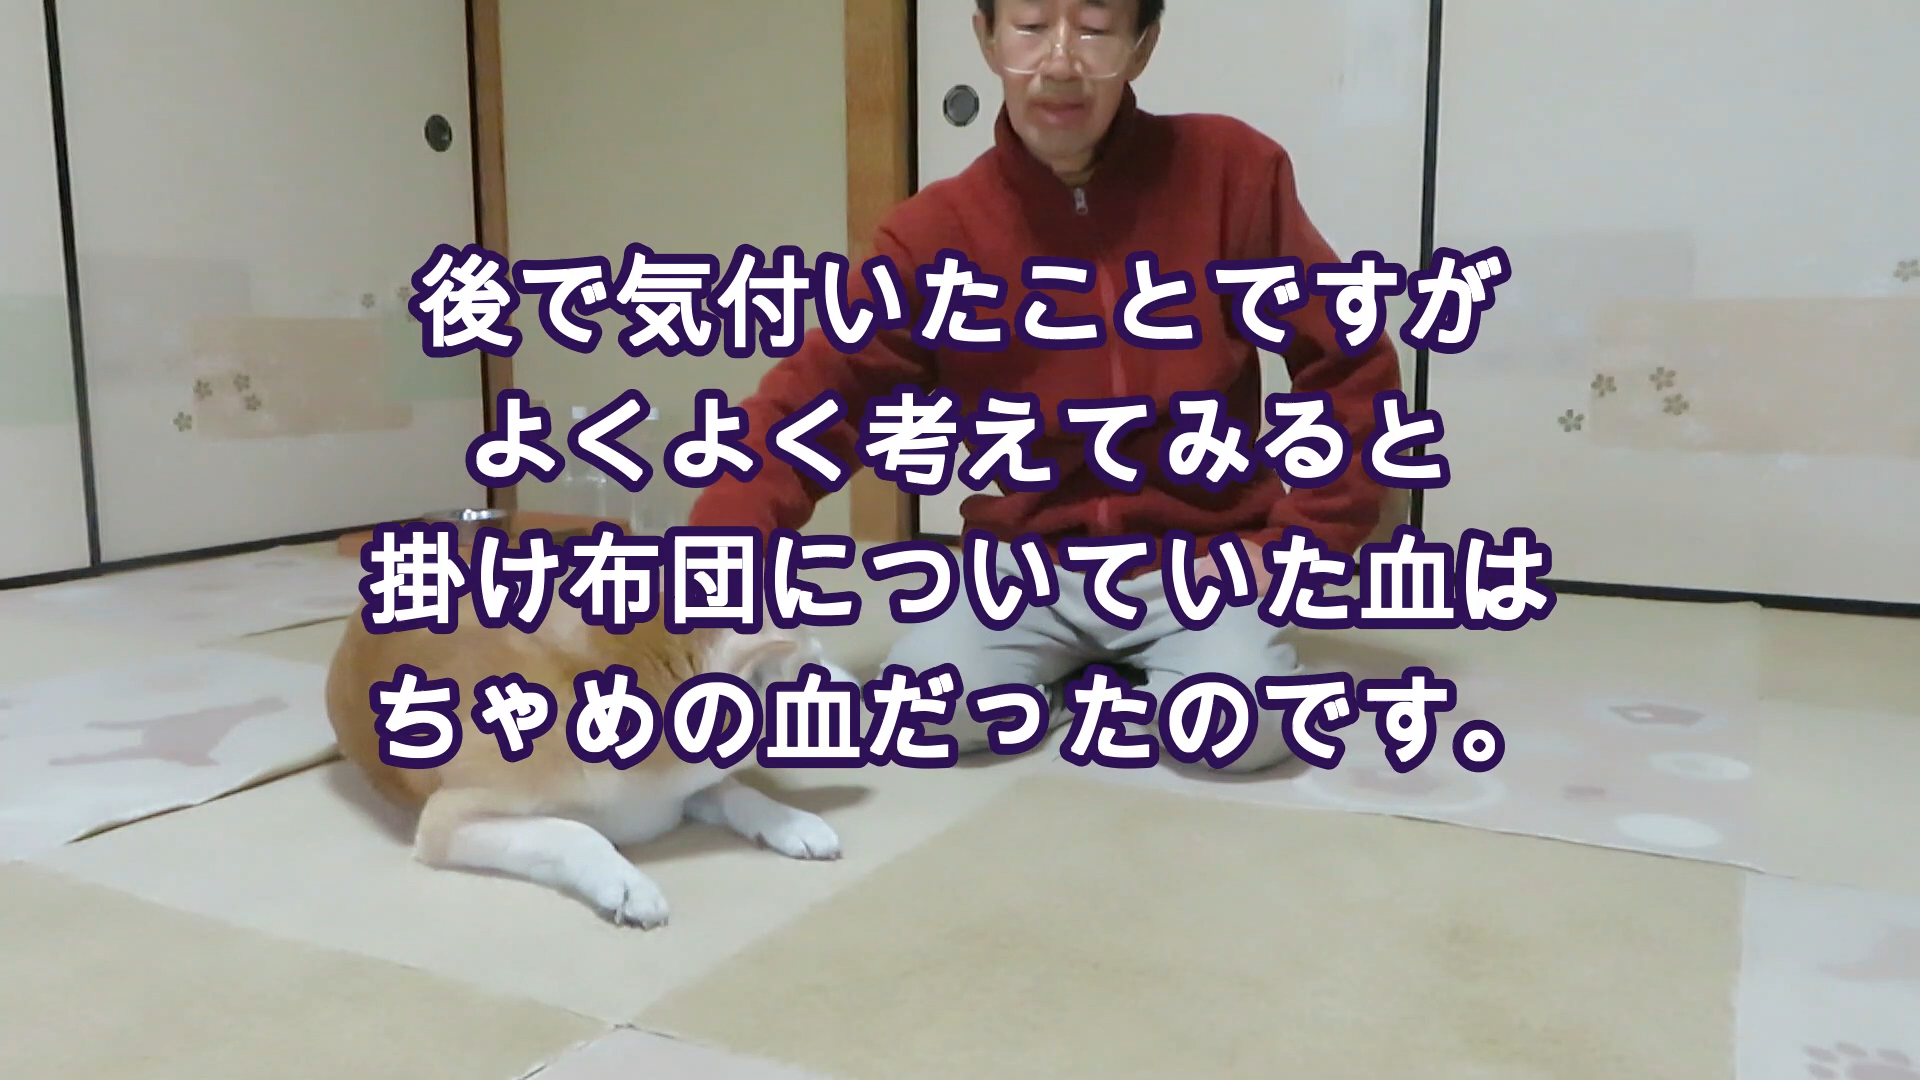 後で気付いたことですが
よくよく考えてみると
掛け布団についていた血は
ちゃめの血だったのです。